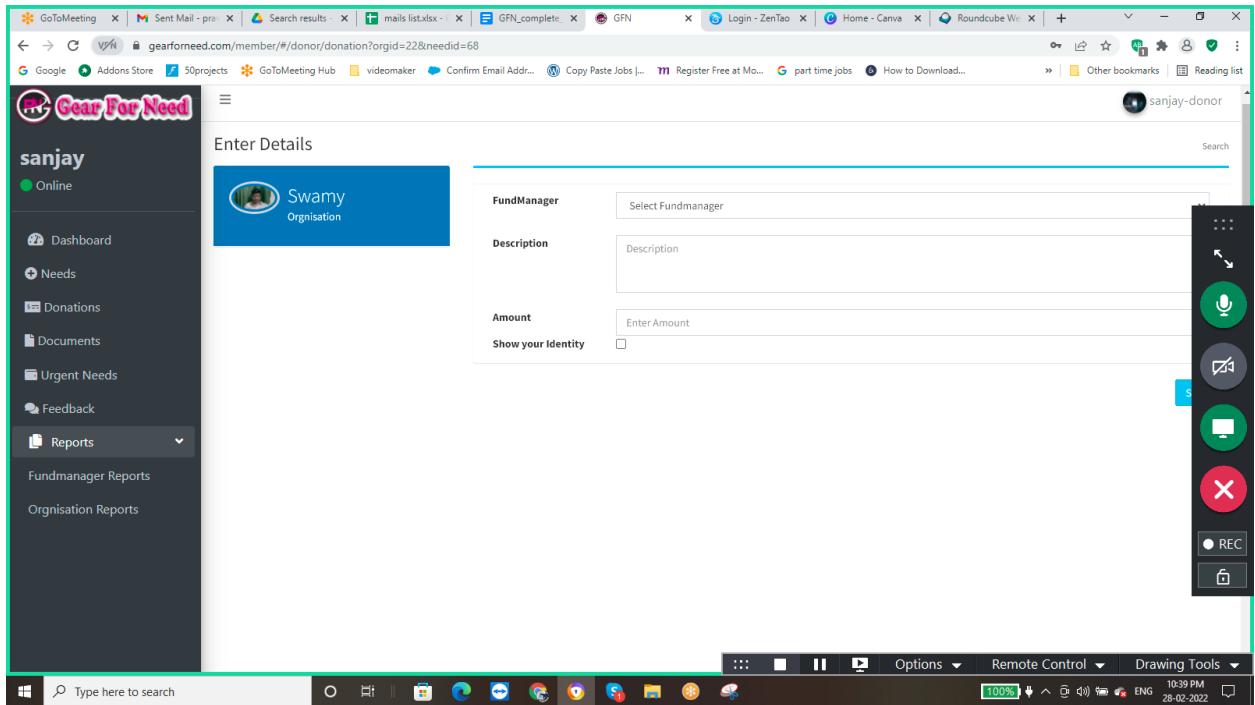 GoToMeeting
Sent Mail - prav
Search results -
mails list.xlsx -
GFN_complete_
GFN
Login - ZenTao
Home - Canva
Roundcube We
gearforneed.com/member/#/donor/donation?orgid=22&needid=68
Google
Addons Store
50projects
GoToMeeting Hub
videomaker
Confirm Email Addr...
Copy Paste Jobs |...
Register Free at Mo...
part time jobs
How to Download...
»
Other bookmarks
Reading list
Gear For Need
sanjay-donor
sanjay
Online
Dashboard
Needs
Donations
Documents
Urgent Needs
Feedback
Reports
Fundmanager Reports
Orgnisation Reports
Enter Details
Search
Swamy
Orgnisation
FundManager
Select Fundmanager
Description
Description
Amount
Enter Amount
Show your Identity
S
REC
Options
Remote Control
Drawing Tools
Type here to search
100%
ENG
10:39 PM
28-02-2022